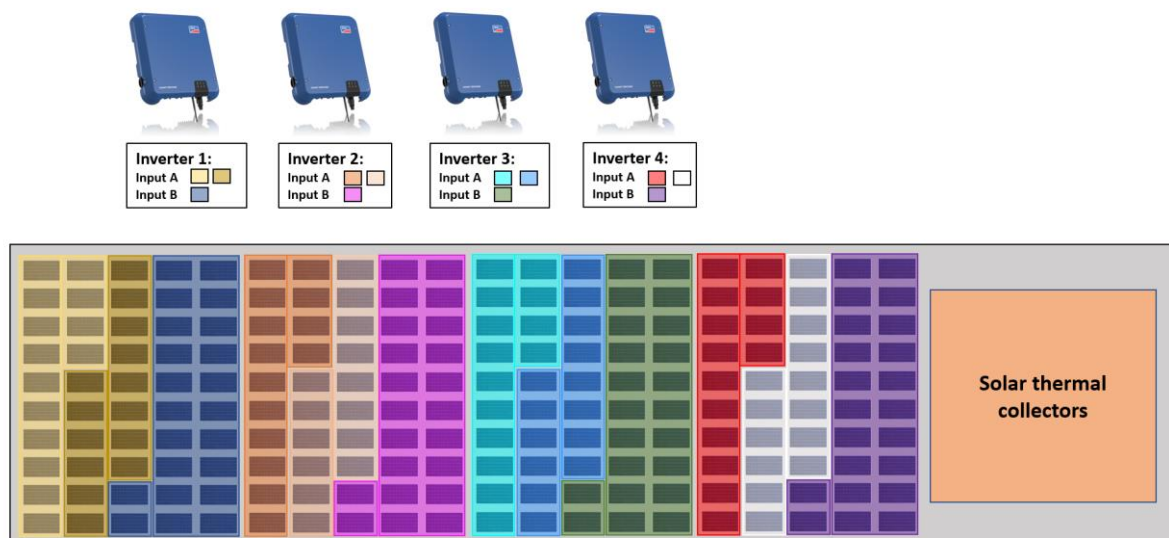 Inverter 1:
Input A
Input B
Inverter 2:
Input A
Input B
Inverter 3:
Input A
Input B
Inverter 4:
Input A
Input B
Solar thermal
collectors